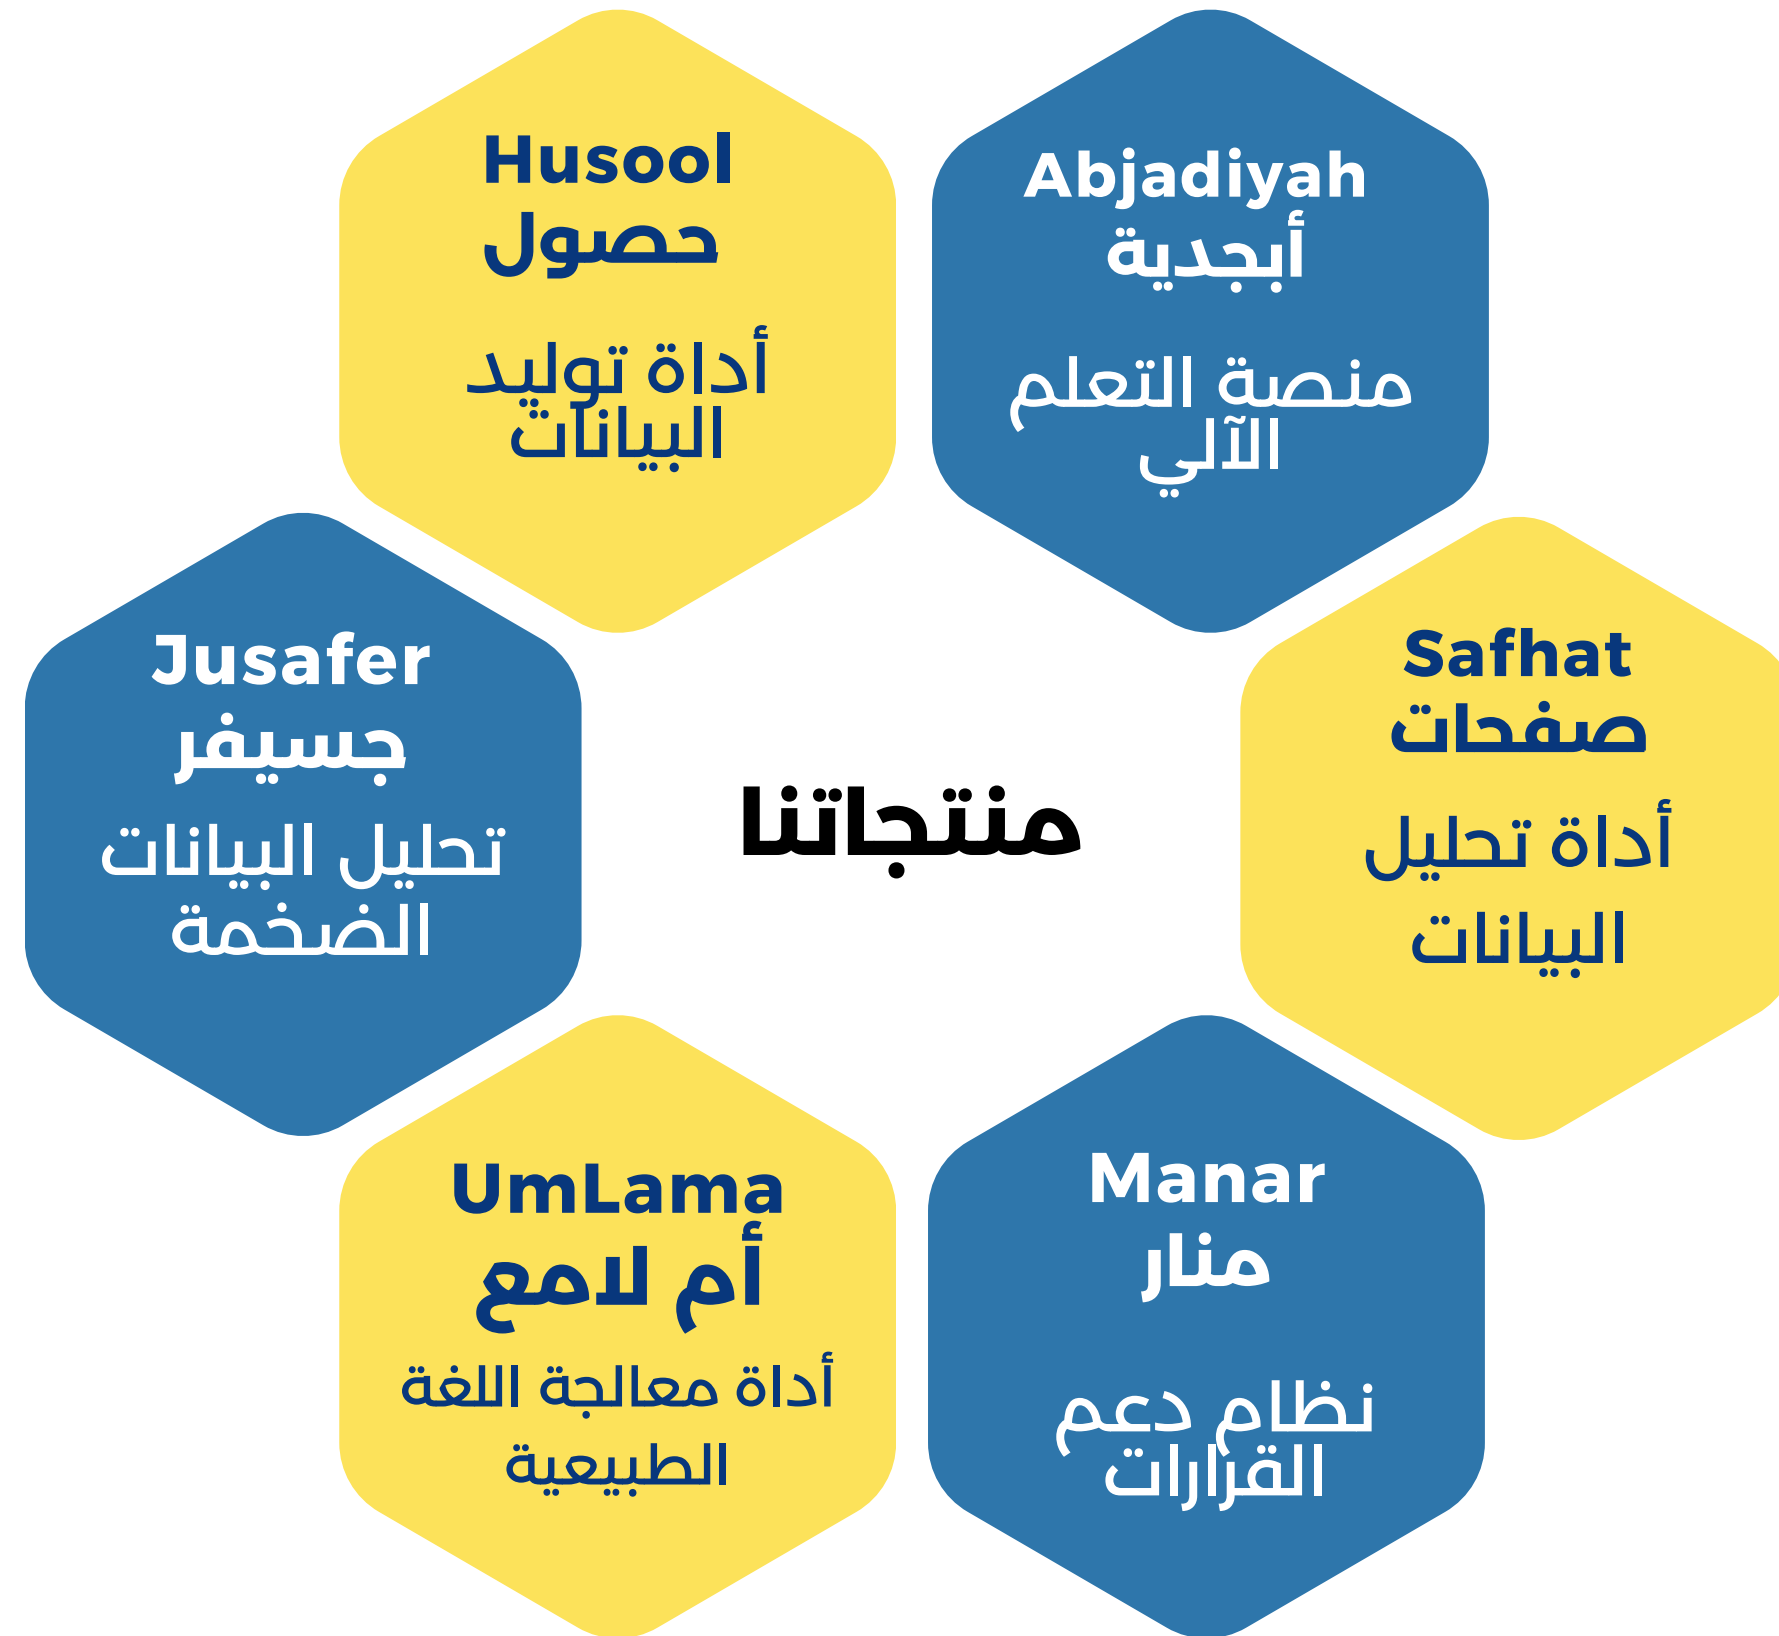 Husool
حصول
أداة توليد
البيانات
Abjadiyah
أبجدية
منصة التعلم
الآلي
Jusafer
جسيفر
تحليل البيانات
الضخمة
منتجاتنا
Safhat
صفحات
أداة تحليل
البيانات
UmLama
أم لامع
أداة معالجة اللغة
الطبيعية
Manar
منار
نظام دعم
القرارات